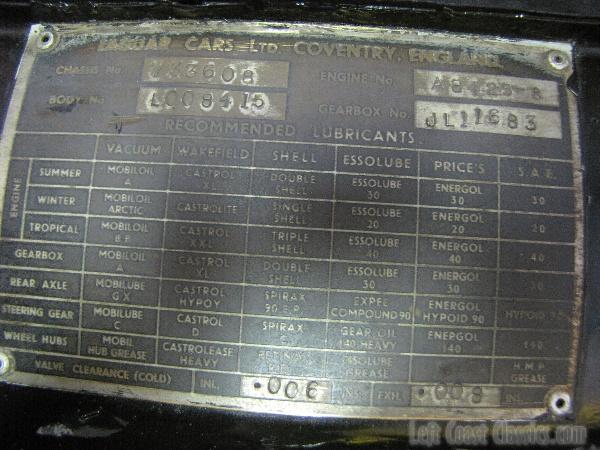 JAGUAR CARS LTD COVENTRY, ENGLAND.
CHASSIS No. ENGINE No.
BODY No. GEARBOX No. JL11683
RECOMMENDED LUBRICANTS.
VACUUM WAKEFIELD SHELL ESSOLUBE PRICE'S S.A.E.
ENGINE
SUMMER MOBILOIL A CASTROL XL DOUBLE SHELL ESSOLUBE 30 ENERGOL 30 30
WINTER MOBILOIL ARCTIC CASTROLITE SINGLE SHELL ESSOLUBE 20 ENERGOL 20 20
TROPICAL MOBILOIL B.F. CASTROL XXL TRIPLE SHELL ESSOLUBE 40 ENERGOL 40 40
GEARBOX MOBILOIL A CASTROL XL DOUBLE SHELL ESSOLUBE 30 ENERGOL 30 30
REAR AXLE MOBILUBE GX CASTROL HYPOY SPIRAX 90 E.P. EXPEE COMPOUND 90 ENERGOL HYPOID 90 HYPOID 90
STEERING GEAR MOBILUBE C CASTROL D SPIRAX C GEAR OIL 140 HEAVY ENERGOL 140 140
WHEEL HUBS MOBIL HUB GREASE CASTROLEASE HEAVY ESSOLUBE GREASE H.M.P. GREASE
VALVE CLEARANCE (COLD) INL. .006 INS. EXH. .008 INS.
Left Coast Classics.com